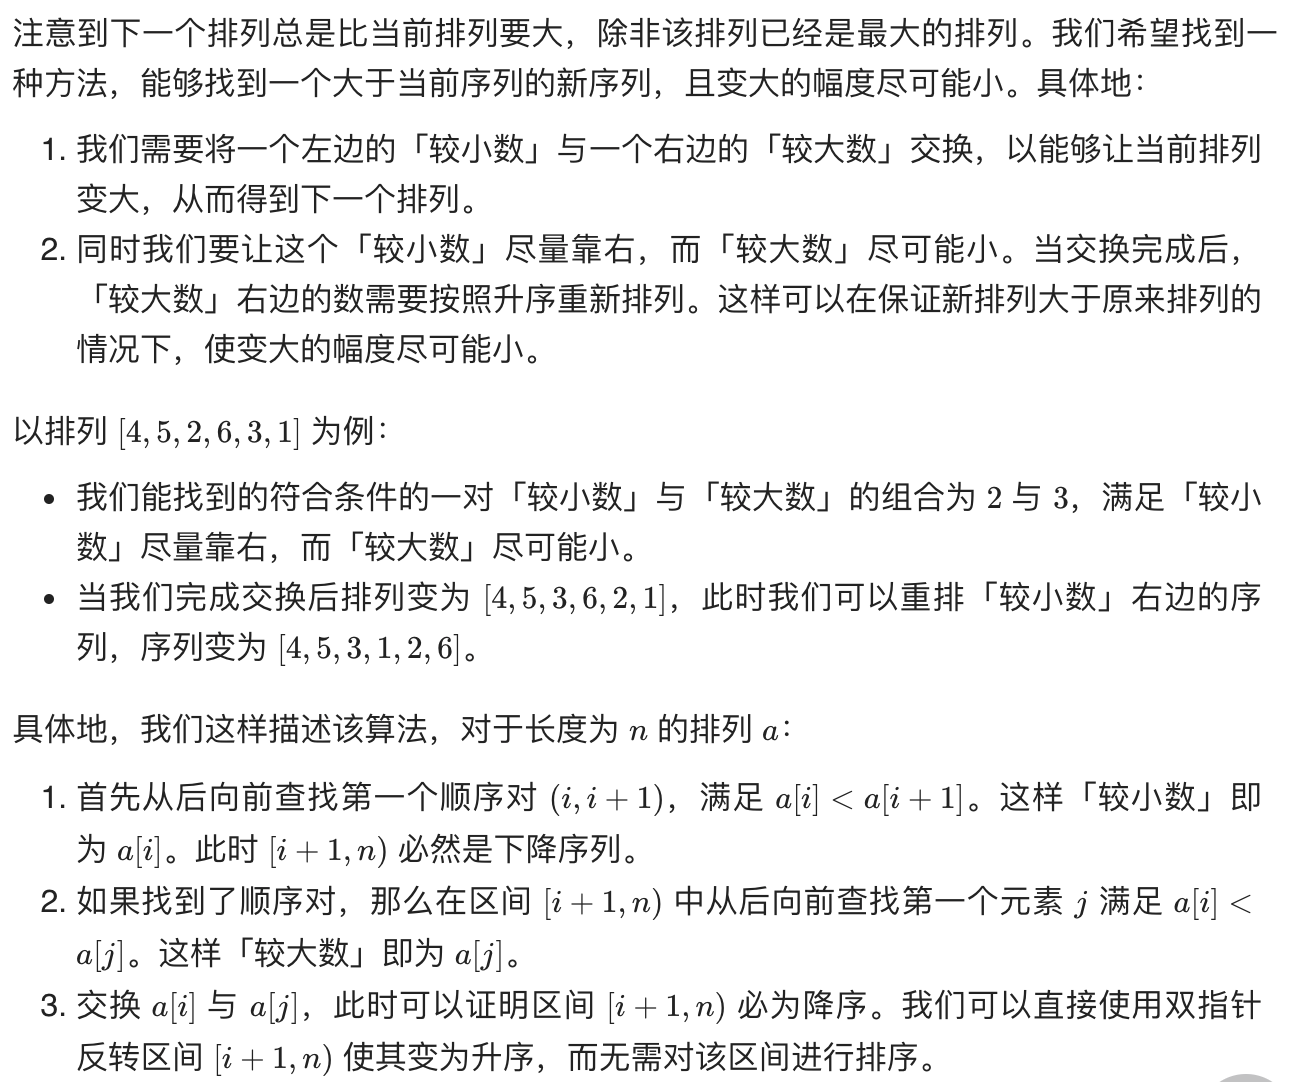 注意到下一个排列总是比当前排列要大，除非该排列已经是最大的排列。我们希望找到一
种方法，能够找到一个大于当前序列的新序列，且变大的幅度尽可能小。具体地：
1. 我们需要将一个左边的「较小数」与一个右边的「较大数」交换，以能够让当前排列
变大，从而得到下一个排列。
2. 同时我们要让这个「较小数」尽量靠右，而「较大数」尽可能小。当交换完成后，
「较大数」右边的数需要按照升序重新排列。这样可以在保证新排列大于原来排列的
情况下，使变大的幅度尽可能小。
以排列 [4, 5, 2, 6, 3, 1] 为例：
• 我们能找到的符合条件的一对「较小数」与「较大数」的组合为 2 与 3，满足「较小
数」尽量靠右，而「较大数」尽可能小。
• 当我们完成交换后排列变为 [4, 5, 3, 6, 2, 1]，此时我们可以重排「较小数」右边的序
列，序列变为 [4, 5, 3, 1, 2, 6]。
具体地，我们这样描述该算法，对于长度为 n 的排列 a：
1. 首先从后向前查找第一个顺序对 (i, i + 1)，满足 a[i] < a[i + 1]。这样「较小数」即
为 a[i]。此时 [i + 1, n) 必然是下降序列。
2. 如果找到了顺序对，那么在区间 [i + 1, n) 中从后向前查找第一个元素 j 满足 a[i] <
a[j]。这样「较大数」即为 a[j]。
3. 交换 a[i] 与 a[j]，此时可以证明区间 [i + 1, n) 必为降序。我们可以直接使用双指针
反转区间 [i + 1, n) 使其变为升序，而无需对该区间进行排序。